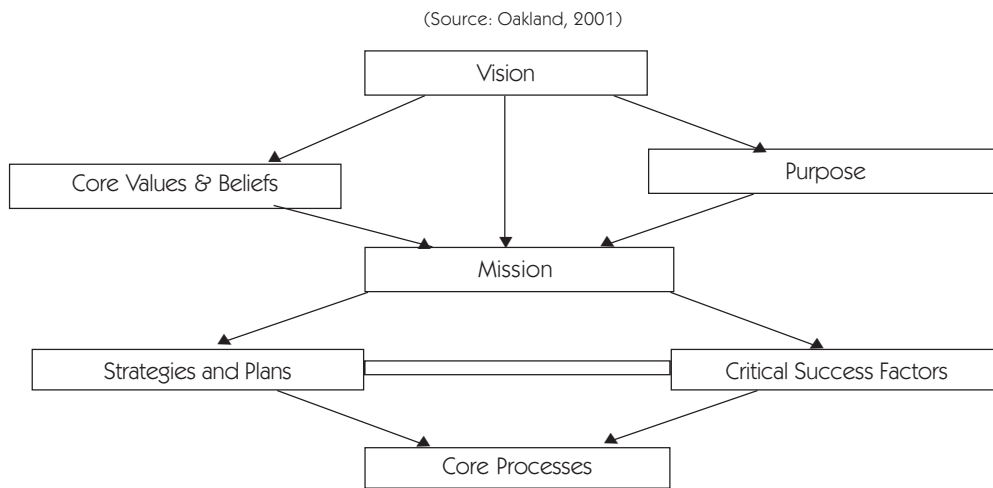 (Source: Oakland, 2001)
Vision
Core Values & Beliefs
Purpose
Mission
Strategies and Plans
Critical Success Factors
Core Processes